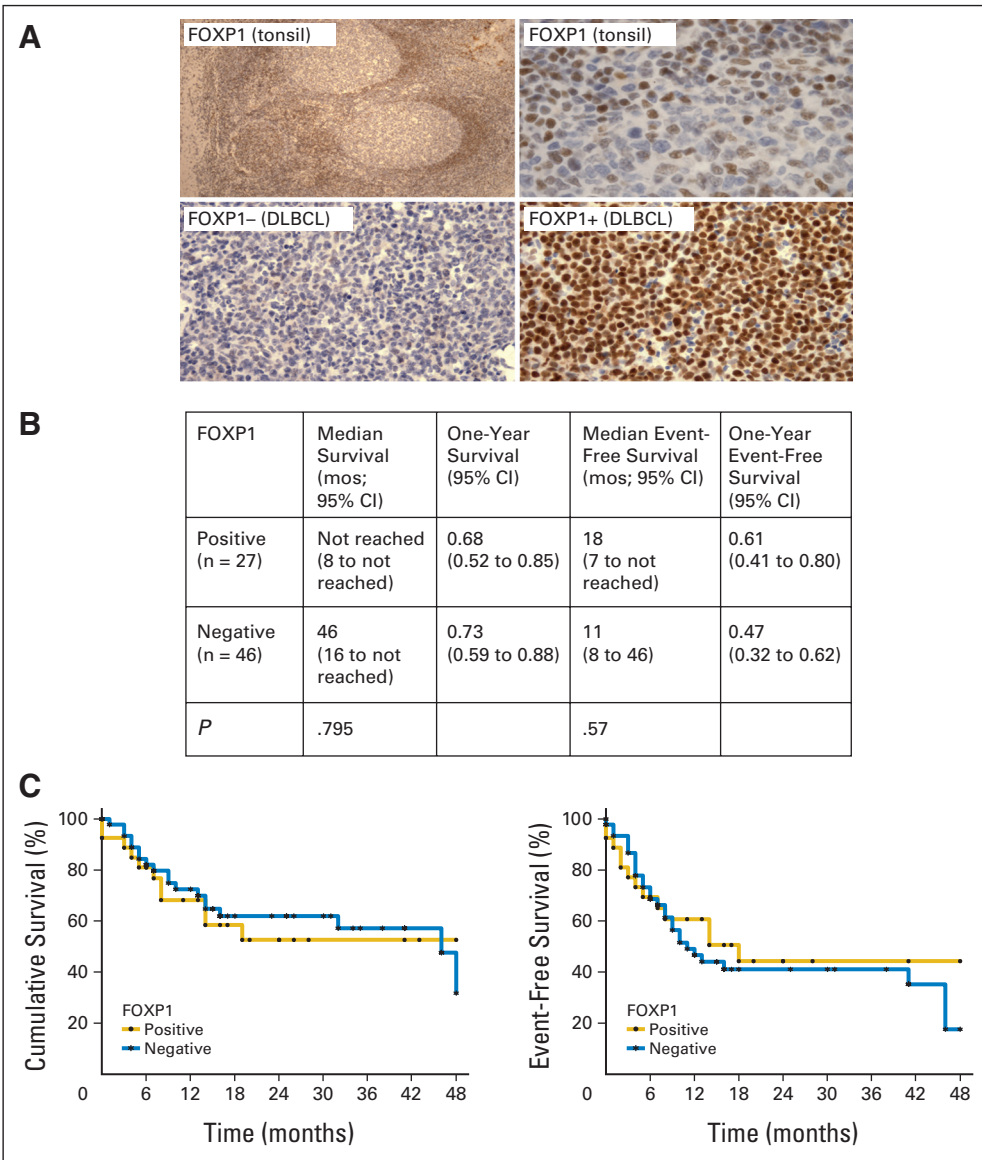 A
FOXP1 (tonsil)
FOXP1 (tonsil)
FOXP1– (DLBCL)
FOXP1+ (DLBCL)
B
FOXP1
Median
Survival
(mos;
95% CI)
One-Year
Survival
(95% CI)
Median Event-
Free Survival
(mos; 95% CI)
One-Year
Event-Free
Survival
(95% CI)
Positive
(n = 27)
Not reached
(8 to not
reached)
0.68
(0.52 to 0.85)
18
(7 to not
reached)
0.61
(0.41 to 0.80)
Negative
(n = 46)
46
(16 to not
reached)
0.73
(0.59 to 0.88)
11
(8 to 46)
0.47
(0.32 to 0.62)
P
.795
.57
C
Cumulative Survival (%)
100
80
60
40
20
0
FOXP1
Positive
Negative
6 12 18 24 30 36 42 48
Time (months)
Event-Free Survival (%)
100
80
60
40
20
0
FOXP1
Positive
Negative
6 12 18 24 30 36 42 48
Time (months)